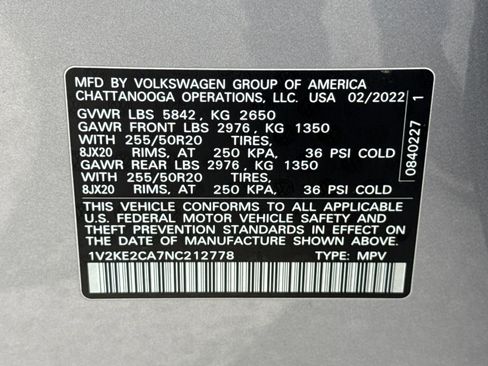 MFD BY VOLKSWAGEN GROUP OF AMERICA
CHATTANOOGA OPERATIONS, LLC. USA 02/2022
GVWR LBS 5842, KG 2650
GAWR FRONT LBS 2976, KG 1350
WITH 255/50R20 TIRES,
8JX20 RIMS, AT 250 KPA, 36 PSI COLD
GAWR REAR LBS 2976, KG 1350
WITH 255/50R20 TIRES,
8JX20 RIMS, AT 250 KPA, 36 PSI COLD
THIS VEHICLE CONFORMS TO ALL APPLICABLE
U.S. FEDERAL MOTOR VEHICLE SAFETY AND
THEFT PREVENTION STANDARDS IN EFFECT ON
THE DATE OF MANUFACTURE SHOWN ABOVE.
1V2KE2CA7NC212778 TYPE: MPV
0840227 1